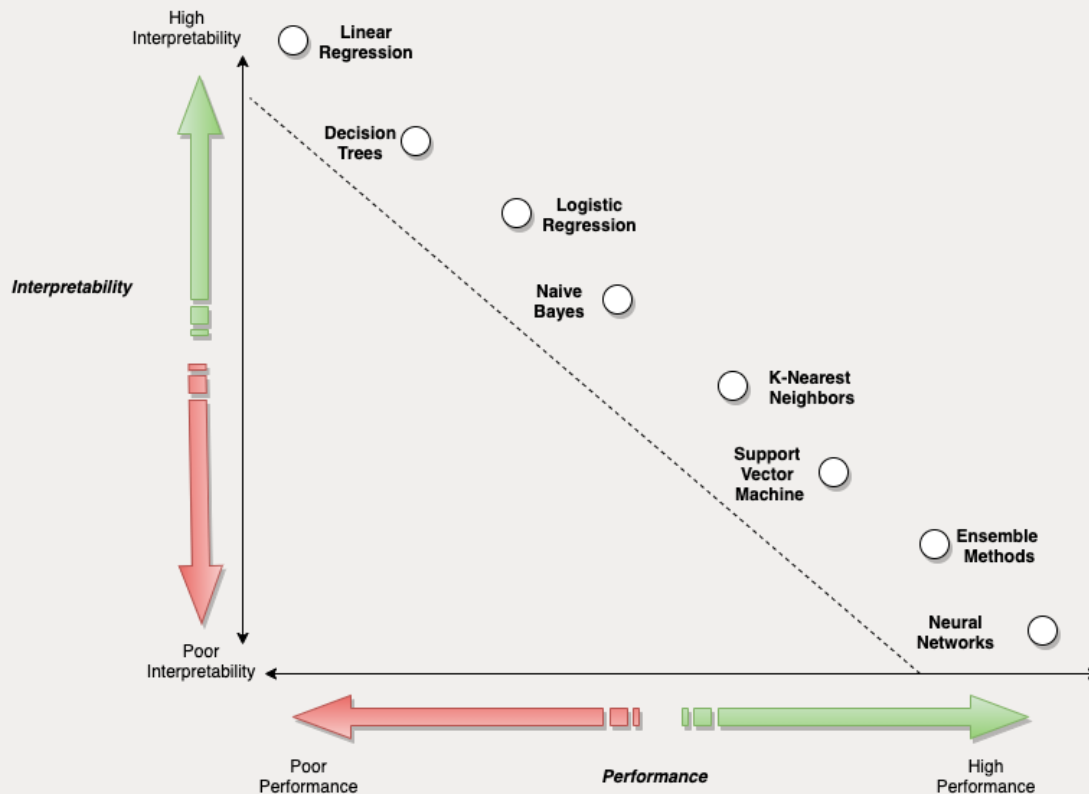 High
Interpretability
Linear
Regression
Decision
Trees
Logistic
Regression
Interpretability
Naive
Bayes
K-Nearest
Neighbors
Support
Vector
Machine
Ensemble
Methods
Neural
Networks
Poor
Interpretability
Poor
Performance
Performance
High
Performance